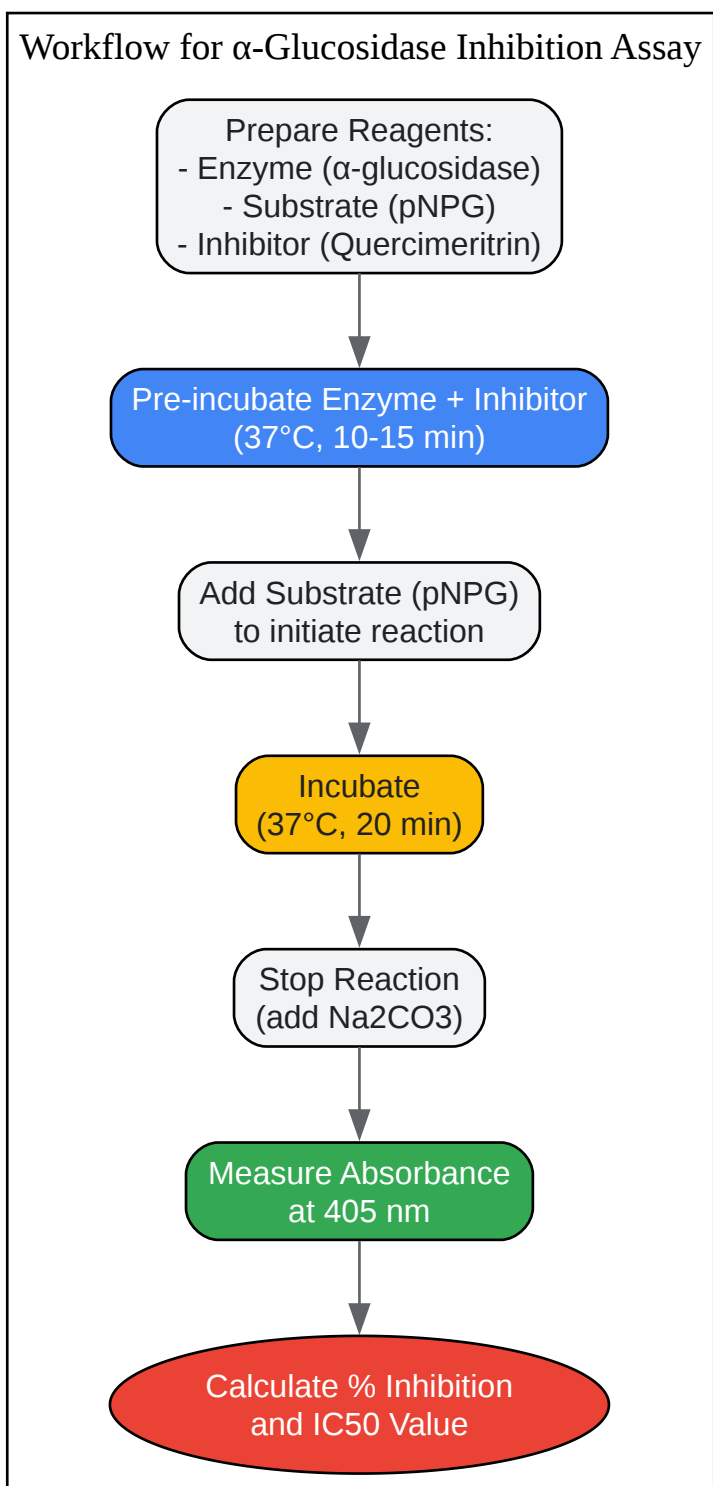 Workflow for α-Glucosidase Inhibition Assay
Prepare Reagents:
- Enzyme (α-glucosidase)
- Substrate (pNPG)
- Inhibitor (Quercimeritrin)
Pre-incubate Enzyme + Inhibitor
(37°C, 10-15 min)
Add Substrate (pNPG)
to initiate reaction
Incubate
(37°C, 20 min)
Stop Reaction
(add Na2CO3)
Measure Absorbance
at 405 nm
Calculate % Inhibition
and IC50 Value